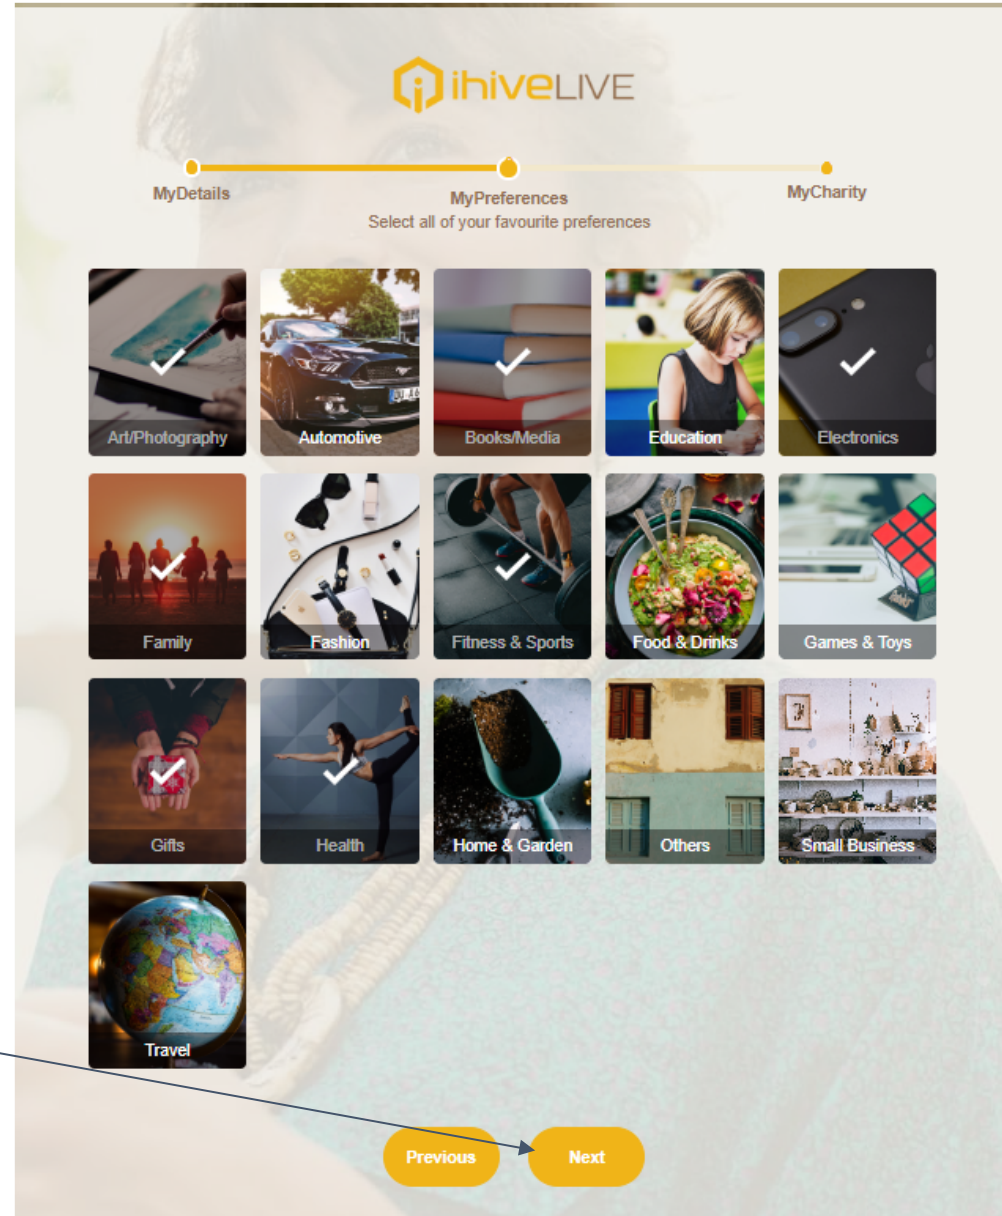 ihiveLIVE
MyDetails
MyPreferences
MyCharity
Select all of your favourite preferences
Art/Photography
Automotive
Books/Media
Education
Electronics
Family
Fashion
Fitness & Sports
Food & Drinks
Games & Toys
Gifts
Health
Home & Garden
Others
Small Business
Travel
Previous
Next